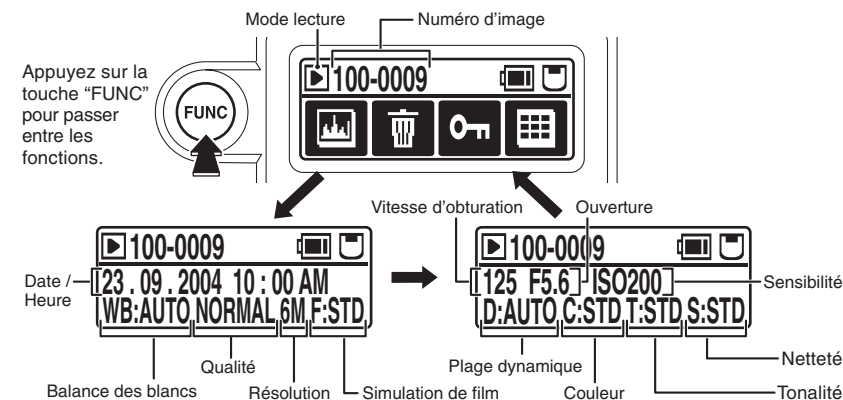 Mode lecture
Numéro d’image
Appuyez sur la
touche “FUNC”
pour passer
entre les
fonctions.
FUNC
100-0009
Vitesse d’obturation
Ouverture
100-0009
Date /
Heure
23 . 09 . 2004 10 : 00 AM
WB:AUTO NORMAL 6M F:STD
Qualité
Balance des blancs
Résolution
Simulation de film
100-0009
125 F5.6 ISO200
Sensibilité
D:AUTO C:STD T:STD S:STD
Plage dynamique
Netteté
Couleur
Tonalité